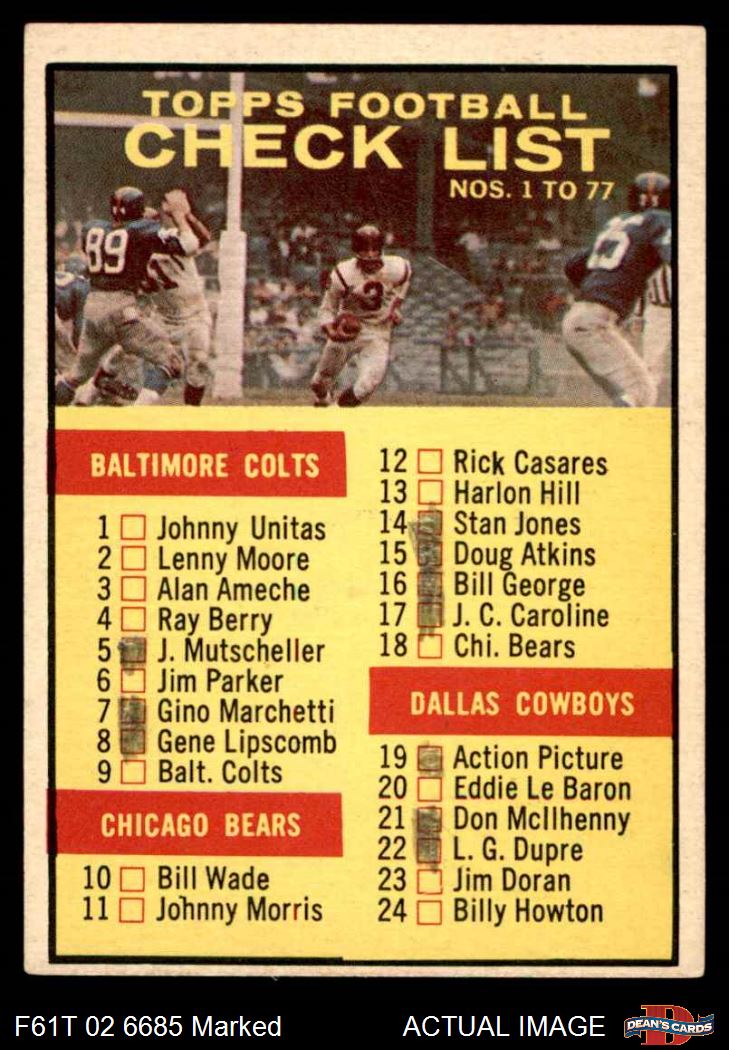 TOPPS FOOTBALL
CHECK LIST
NOS. 1 TO 77
89
3
BALTIMORE COLTS
1 Johnny Unitas
2 Lenny Moore
3 Alan Ameche
4 Ray Berry
5 J. Mutscheller
6 Jim Parker
7 Gino Marchetti
8 Gene Lipscomb
9 Balt. Colts
CHICAGO BEARS
10 Bill Wade
11 Johnny Morris
12 Rick Casares
13 Harlon Hill
14 Stan Jones
15 Doug Atkins
16 Bill George
17 J. C. Caroline
18 Chi. Bears
DALLAS COWBOYS
19 Action Picture
20 Eddie Le Baron
21 Don McIlhenny
22 L. G. Dupre
23 Jim Doran
24 Billy Howton
F61T 02 6685 Marked
ACTUAL IMAGE
DEAN'S CARDS